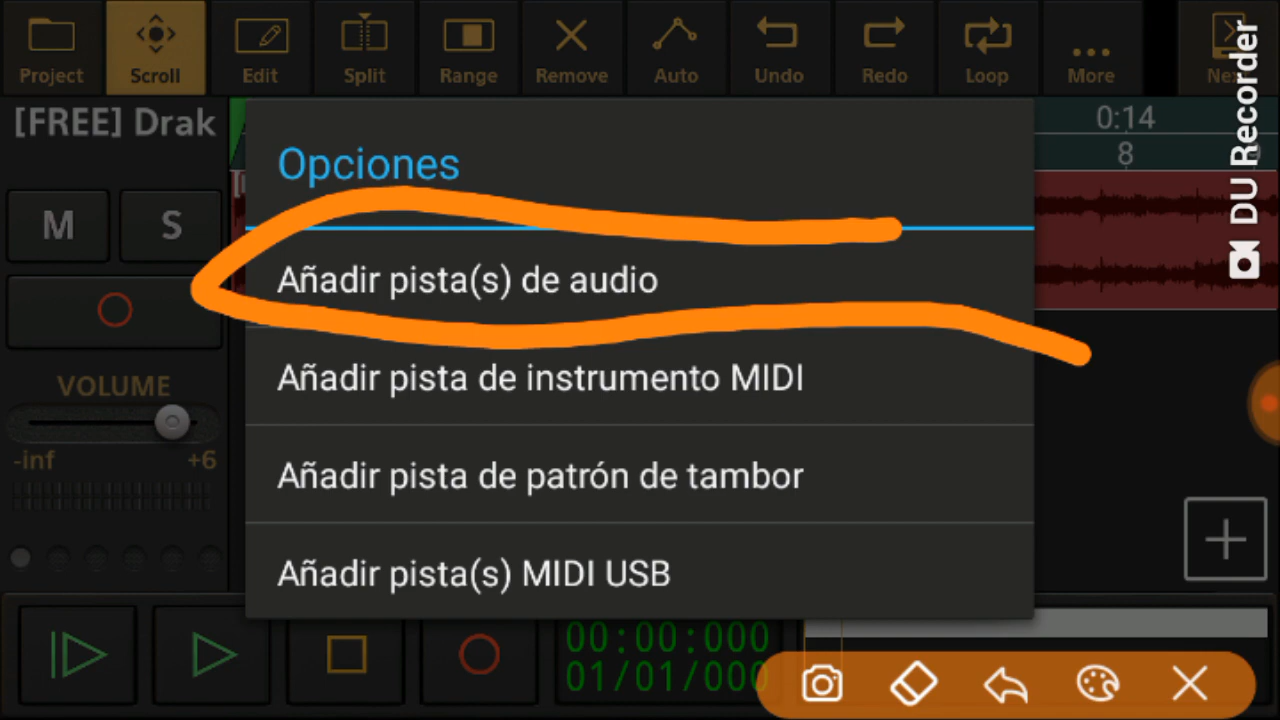 Project Scroll Edit Split Range Remove Auto Undo Redo Loop More
DU Recorder
[FREE] Drak
0:14
8
Opciones
M S
Añadir pista(s) de audio
Añadir pista de instrumento MIDI
VOLUME
-inf +6
Añadir pista de patrón de tambor
Añadir pista(s) MIDI USB
00:00:000
01/01/000